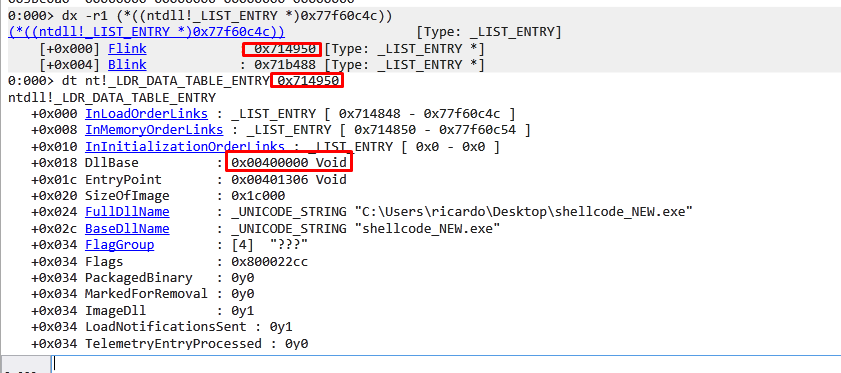 0:000> dx -r1 (*((ntdll!_LIST_ENTRY *)0x77f60c4c))
(*((ntdll!_LIST_ENTRY *)0x77f60c4c)) [Type: _LIST_ENTRY]
[+0x000] Flink : 0x714950 [Type: _LIST_ENTRY *]
[+0x004] Blink : 0x71b488 [Type: _LIST_ENTRY *]
0:000> dt nt!_LDR_DATA_TABLE_ENTRY 0x714950
ntdll!_LDR_DATA_TABLE_ENTRY
+0x000 InLoadOrderLinks : _LIST_ENTRY [ 0x714848 - 0x77f60c4c ]
+0x008 InMemoryOrderLinks : _LIST_ENTRY [ 0x714850 - 0x77f60c54 ]
+0x010 InInitializationOrderLinks : _LIST_ENTRY [ 0x0 - 0x0 ]
+0x018 DllBase : 0x00400000 Void
+0x01c EntryPoint : 0x00401306 Void
+0x020 SizeOfImage : 0x1c000
+0x024 FullDllName : _UNICODE_STRING "C:\Users\ricardo\Desktop\shellcode_NEW.exe"
+0x02c BaseDllName : _UNICODE_STRING "shellcode_NEW.exe"
+0x034 FlagGroup : [4] "???"
+0x034 Flags : 0x800022cc
+0x034 PackagedBinary : 0y0
+0x034 MarkedForRemoval : 0y0
+0x034 ImageDll : 0y1
+0x034 LoadNotificationsSent : 0y1
+0x034 TelemetryEntryProcessed : 0y0